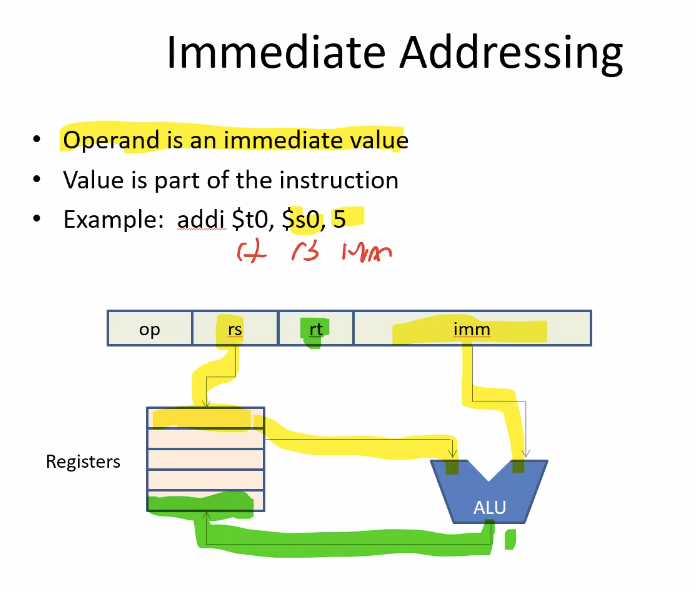 Immediate Addressing
• Operand is an immediate value
• Value is part of the instruction
• Example: addi $t0, $s0, 5
rt rs imm
op rs rt imm
Registers
ALU